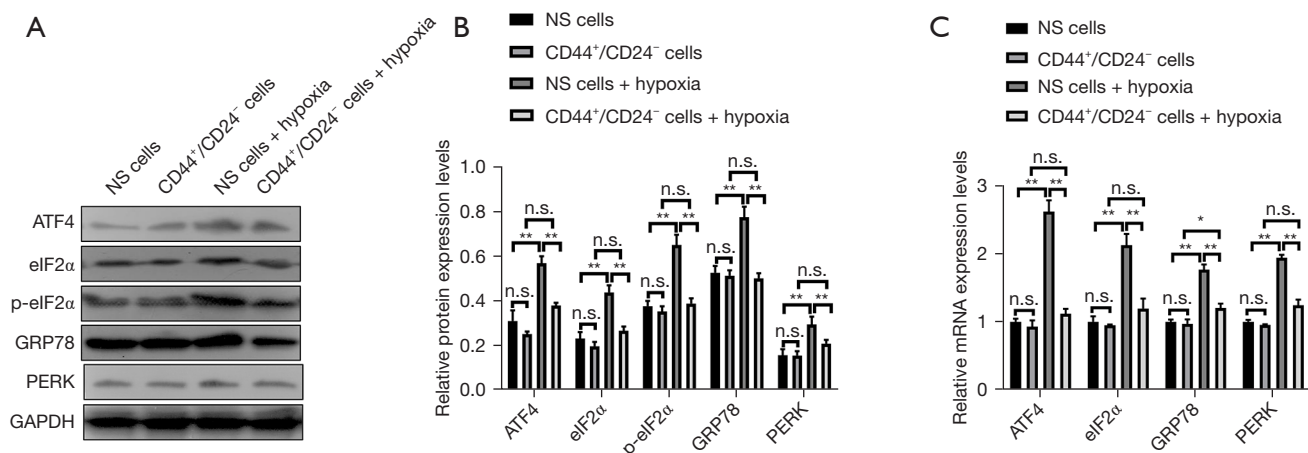 A
NS cells
CD44⁺/CD24⁻ cells
NS cells + hypoxia
CD44⁺/CD24⁻ cells + hypoxia
ATF4
eIF2α
p-eIF2α
GRP78
PERK
GAPDH
B
NS cells
CD44⁺/CD24⁻ cells
NS cells + hypoxia
CD44⁺/CD24⁻ cells + hypoxia
Relative protein expression levels
1.0
0.8
0.6
0.4
0.2
0.0
n.s.
** **
n.s.
n.s.
** **
n.s.
n.s.
** **
n.s.
n.s.
** **
n.s.
n.s.
** **
n.s.
ATF4
eIF2α
p-eIF2α
GRP78
PERK
C
NS cells
CD44⁺/CD24⁻ cells
NS cells + hypoxia
CD44⁺/CD24⁻ cells + hypoxia
Relative mRNA expression levels
3
2
1
0
n.s.
** **
n.s.
n.s.
** **
n.s.
*
** **
n.s.
n.s.
** **
n.s.
ATF4
eIF2α
GRP78
PERK